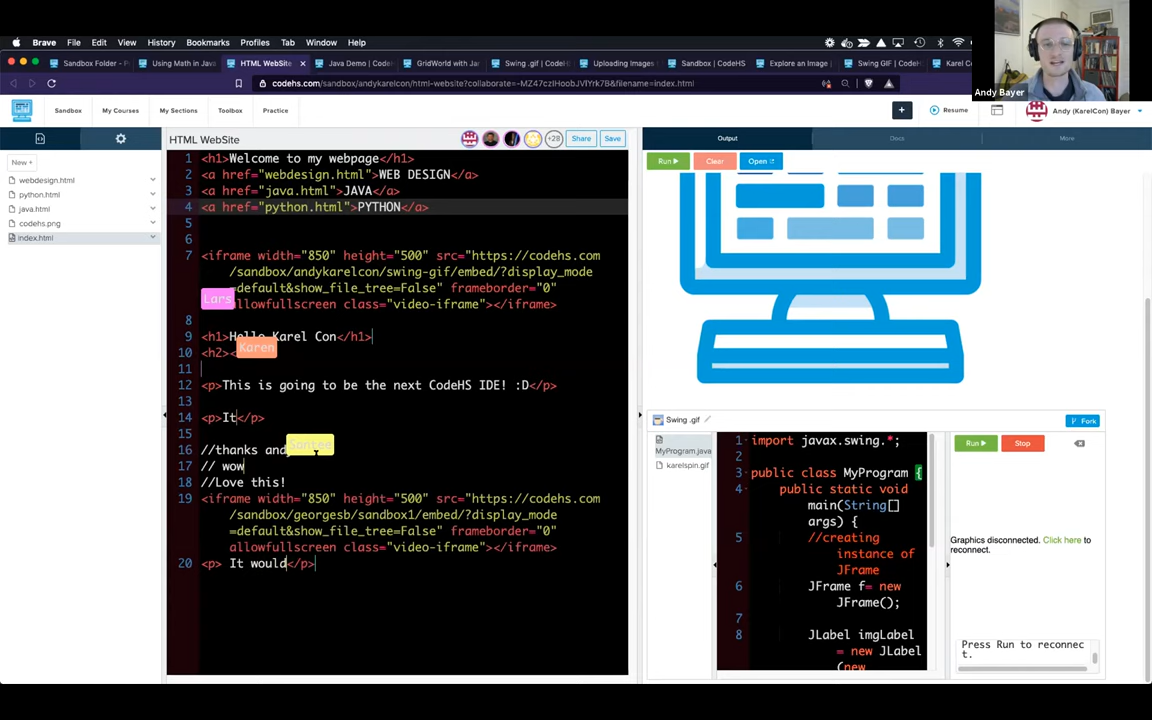 Brave File Edit View History Bookmarks Profiles Tab Window Help
Sandbox Folder - Using Math in Java HTML WebSite Java Demo | Code GridWorld with Jar Swing .gif | CodeHS Uploading Images Sandbox | CodeHS Explore an Image Swing GIF | CodeHS Karel C
codehs.com/sandbox/andykarelcon/html-website?collaborate=-MZ47czIHoobJVlYrk7B&filename=index.html
Andy Bayer
Sandbox My Courses My Sections Toolbox Practice + Resume Andy (KarelCon) Bayer
HTML WebSite +28 Share Save
Output Docs More
New +
Run Clear Open
webdesign.html
python.html
java.html
codehs.png
index.html
1 <h1>Welcome to my webpage</h1>
2 <a href="webdesign.html">WEB DESIGN</a>
3 <a href="java.html">JAVA</a>
4 <a href="python.html">PYTHON</a>
5
6
7 <iframe width="850" height="500" src="https://codehs.com
/sandbox/andykarelcon/swing-gif/embed/?display_mode
=default&show_file_tree=False" frameborder="0"
Lars
allowfullscreen class="video-iframe"></iframe>
8
9 <h1>Hello Karel Con</h1>
Karen
10 <h2><
11
12 <p>This is going to be the next CodeHS IDE! :D</p>
13
14 <p>It</p>
15
Santee
16 //thanks andy
17 // wow
18 //Love this!
19 <iframe width="850" height="500" src="https://codehs.com
/sandbox/georgesb/sandbox1/embed/?display_mode
=default&show_file_tree=False" frameborder="0"
allowfullscreen class="video-iframe"></iframe>
20 <p> It would</p>
Swing .gif Fork
MyProgram.java
karelspin.gif
1 import javax.swing.*;
2
3 public class MyProgram {
4 public static void
main(String[]
args) {
5 //creating
instance of
JFrame
6 JFrame f= new
JFrame();
7
8 JLabel imgLabel
= new JLabel
(new
Run Stop
Graphics disconnected. Click here to
reconnect.
Press Run to reconnec
t.